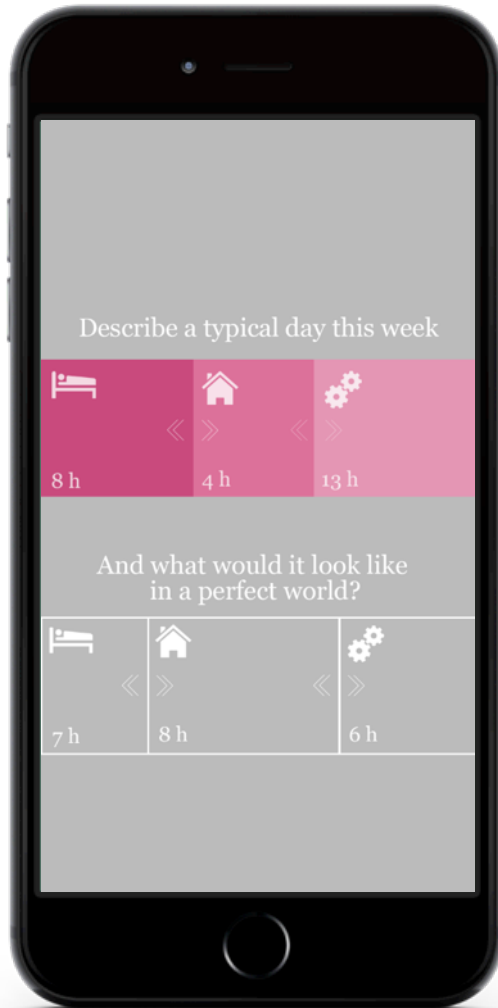 Describe a typical day this week
8 h
4 h
13 h
And what would it look like
in a perfect world?
7 h
8 h
6 h